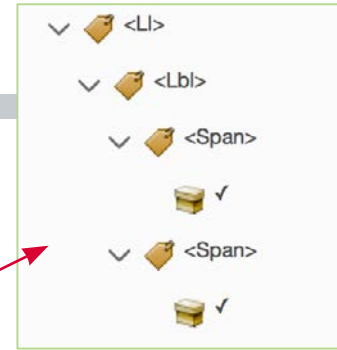 <LI>
<Lbl>
<Span>
✓
<Span>
✓